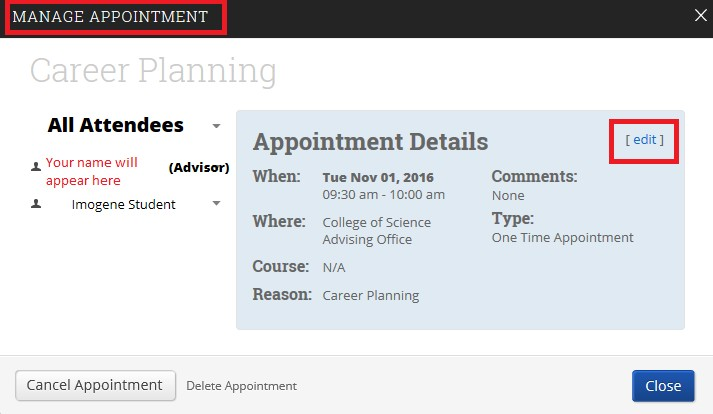 MANAGE APPOINTMENT
Career Planning
All Attendees
Your name will
appear here
(Advisor)
Imogene Student
Appointment Details
[ edit ]
When:
Tue Nov 01, 2016
09:30 am - 10:00 am
Where:
College of Science
Advising Office
Course:
N/A
Reason:
Career Planning
Comments:
None
Type:
One Time Appointment
Cancel Appointment
Delete Appointment
Close